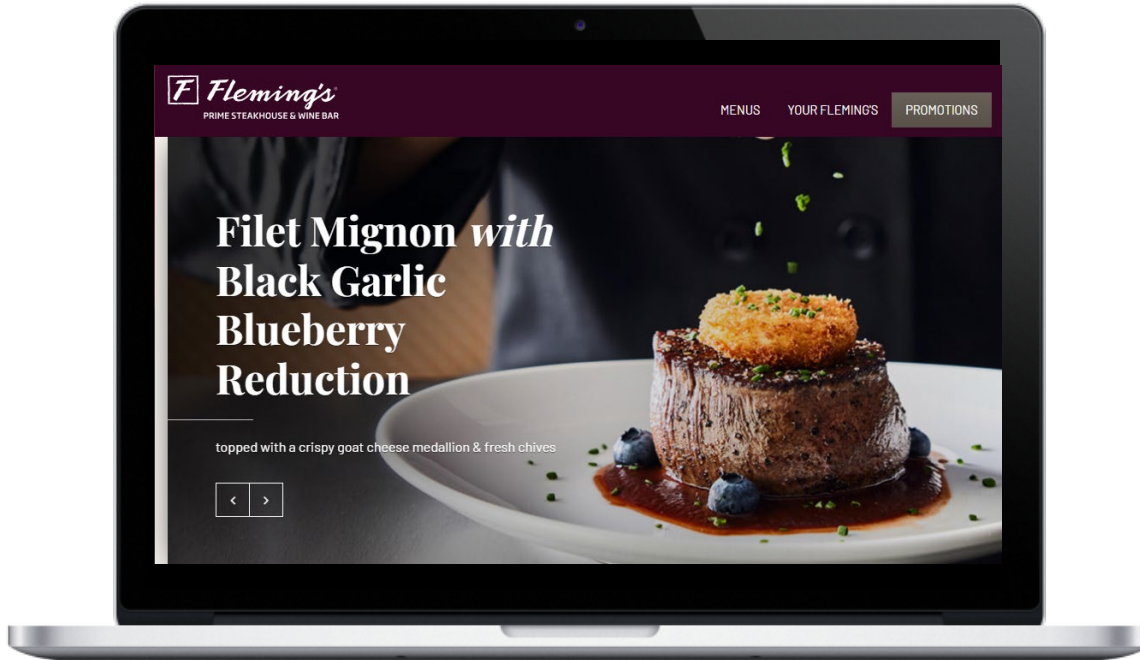 F Fleming's
PRIME STEAKHOUSE & WINE BAR
MENUS YOUR FLEMING'S PROMOTIONS
Filet Mignon with
Black Garlic
Blueberry
Reduction
topped with a crispy goat cheese medallion & fresh chives